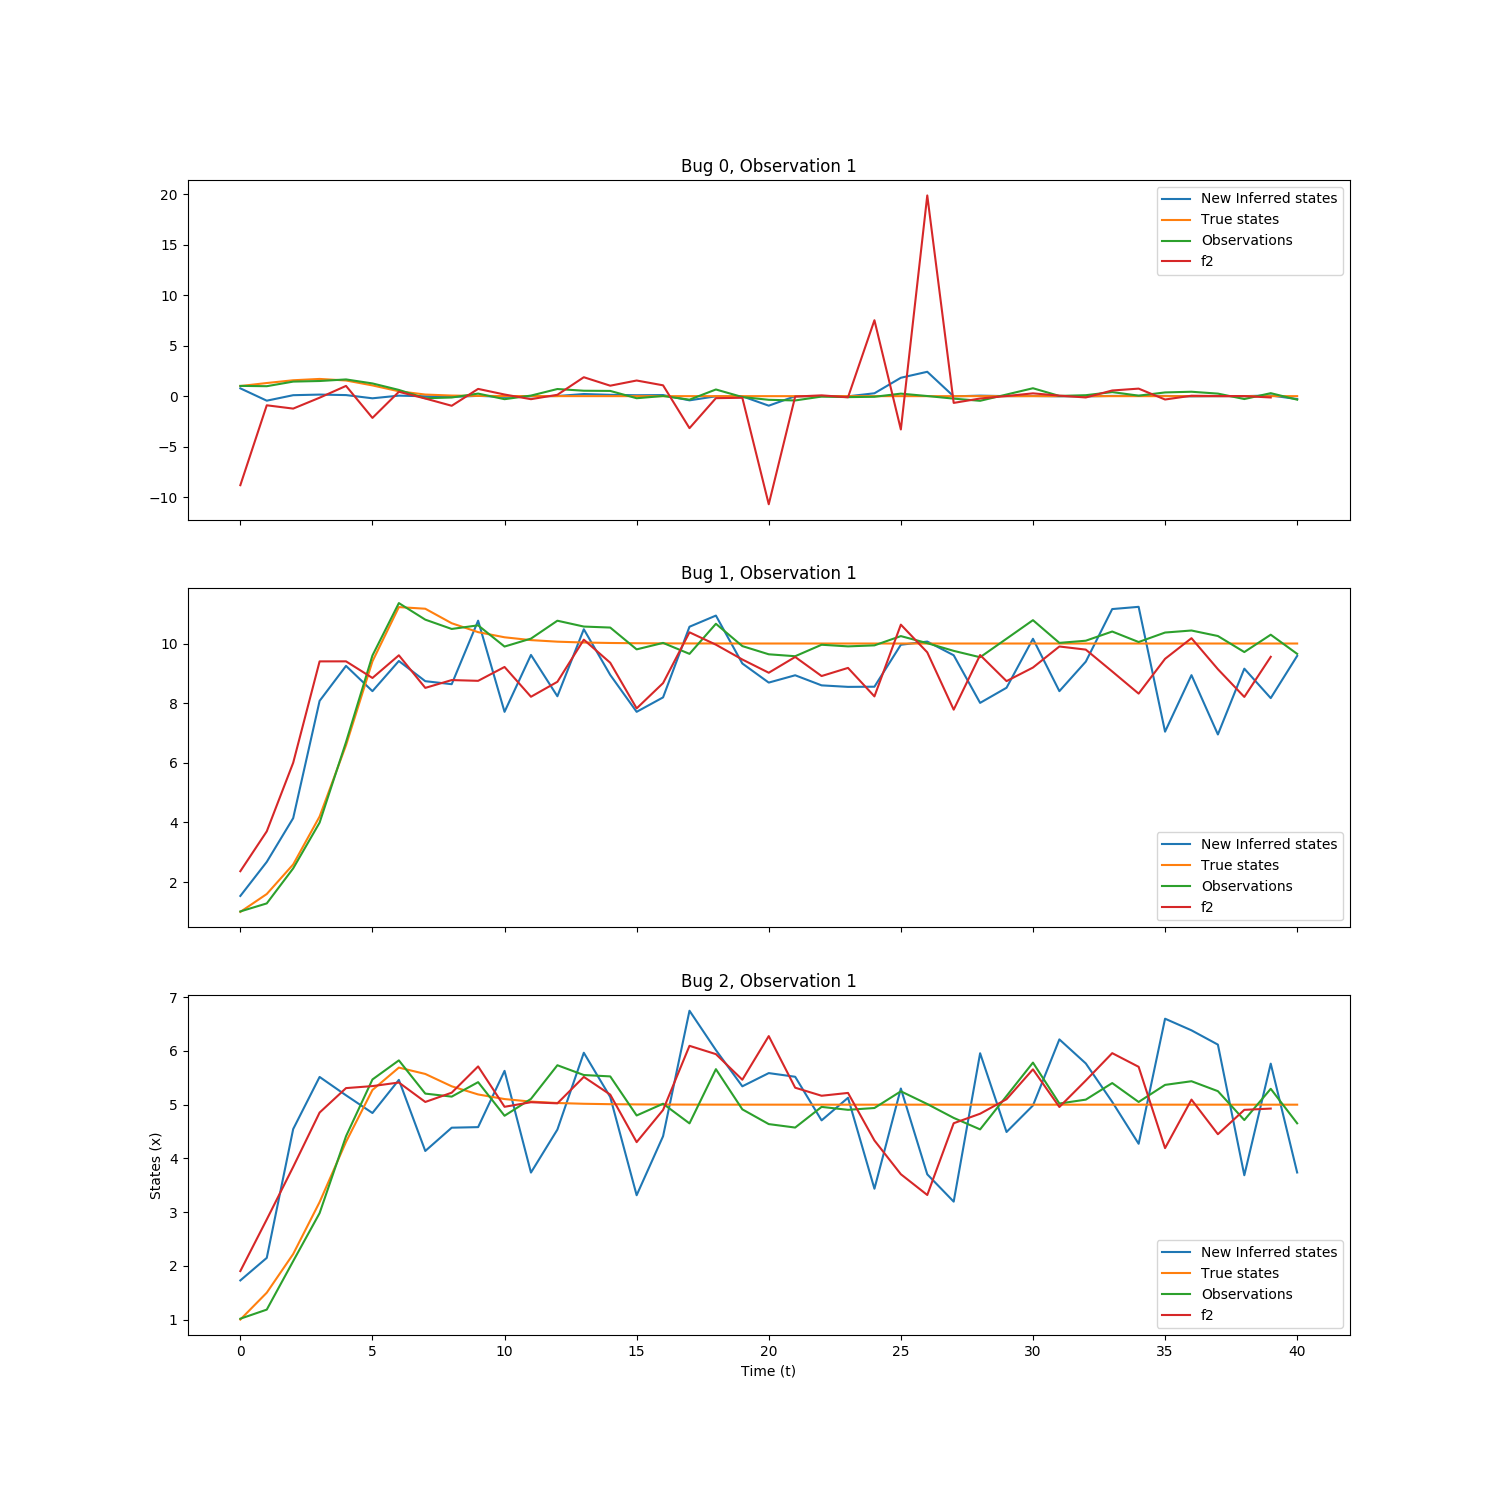 Bug 0, Observation 1
20
15
10
5
0
−5
−10
New Inferred states
True states
Observations
f2
Bug 1, Observation 1
10
8
6
4
2
New Inferred states
True states
Observations
f2
Bug 2, Observation 1
7
6
5
4
3
2
1
States (x)
New Inferred states
True states
Observations
f2
0 5 10 15 20 25 30 35 40
Time (t)